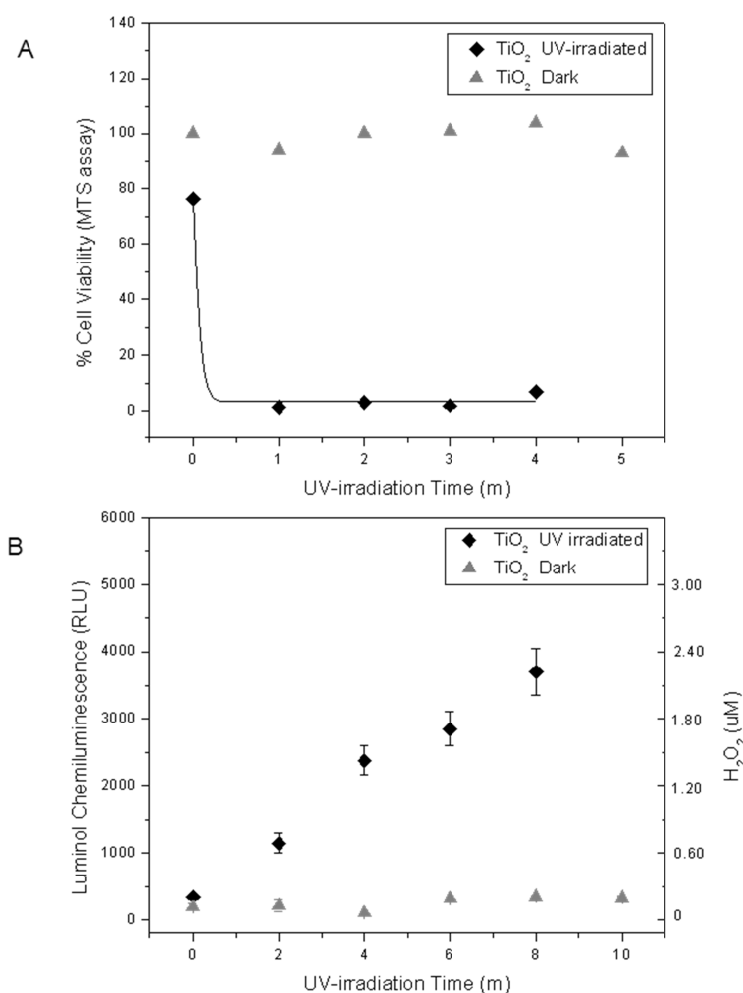 A
% Cell Viability (MTS assay)
140
120
100
80
60
40
20
0
TiO2 UV-irradiated
TiO2 Dark
0 1 2 3 4 5
UV-irradiation Time (m)
B
Luminol Chemiluminescence (RLU)
6000
5000
4000
3000
2000
1000
0
TiO2 UV irradiated
TiO2 Dark
3.00
2.40
1.80
1.20
0.60
0
H2O2 (uM)
0 2 4 6 8 10
UV-irradiation Time (m)